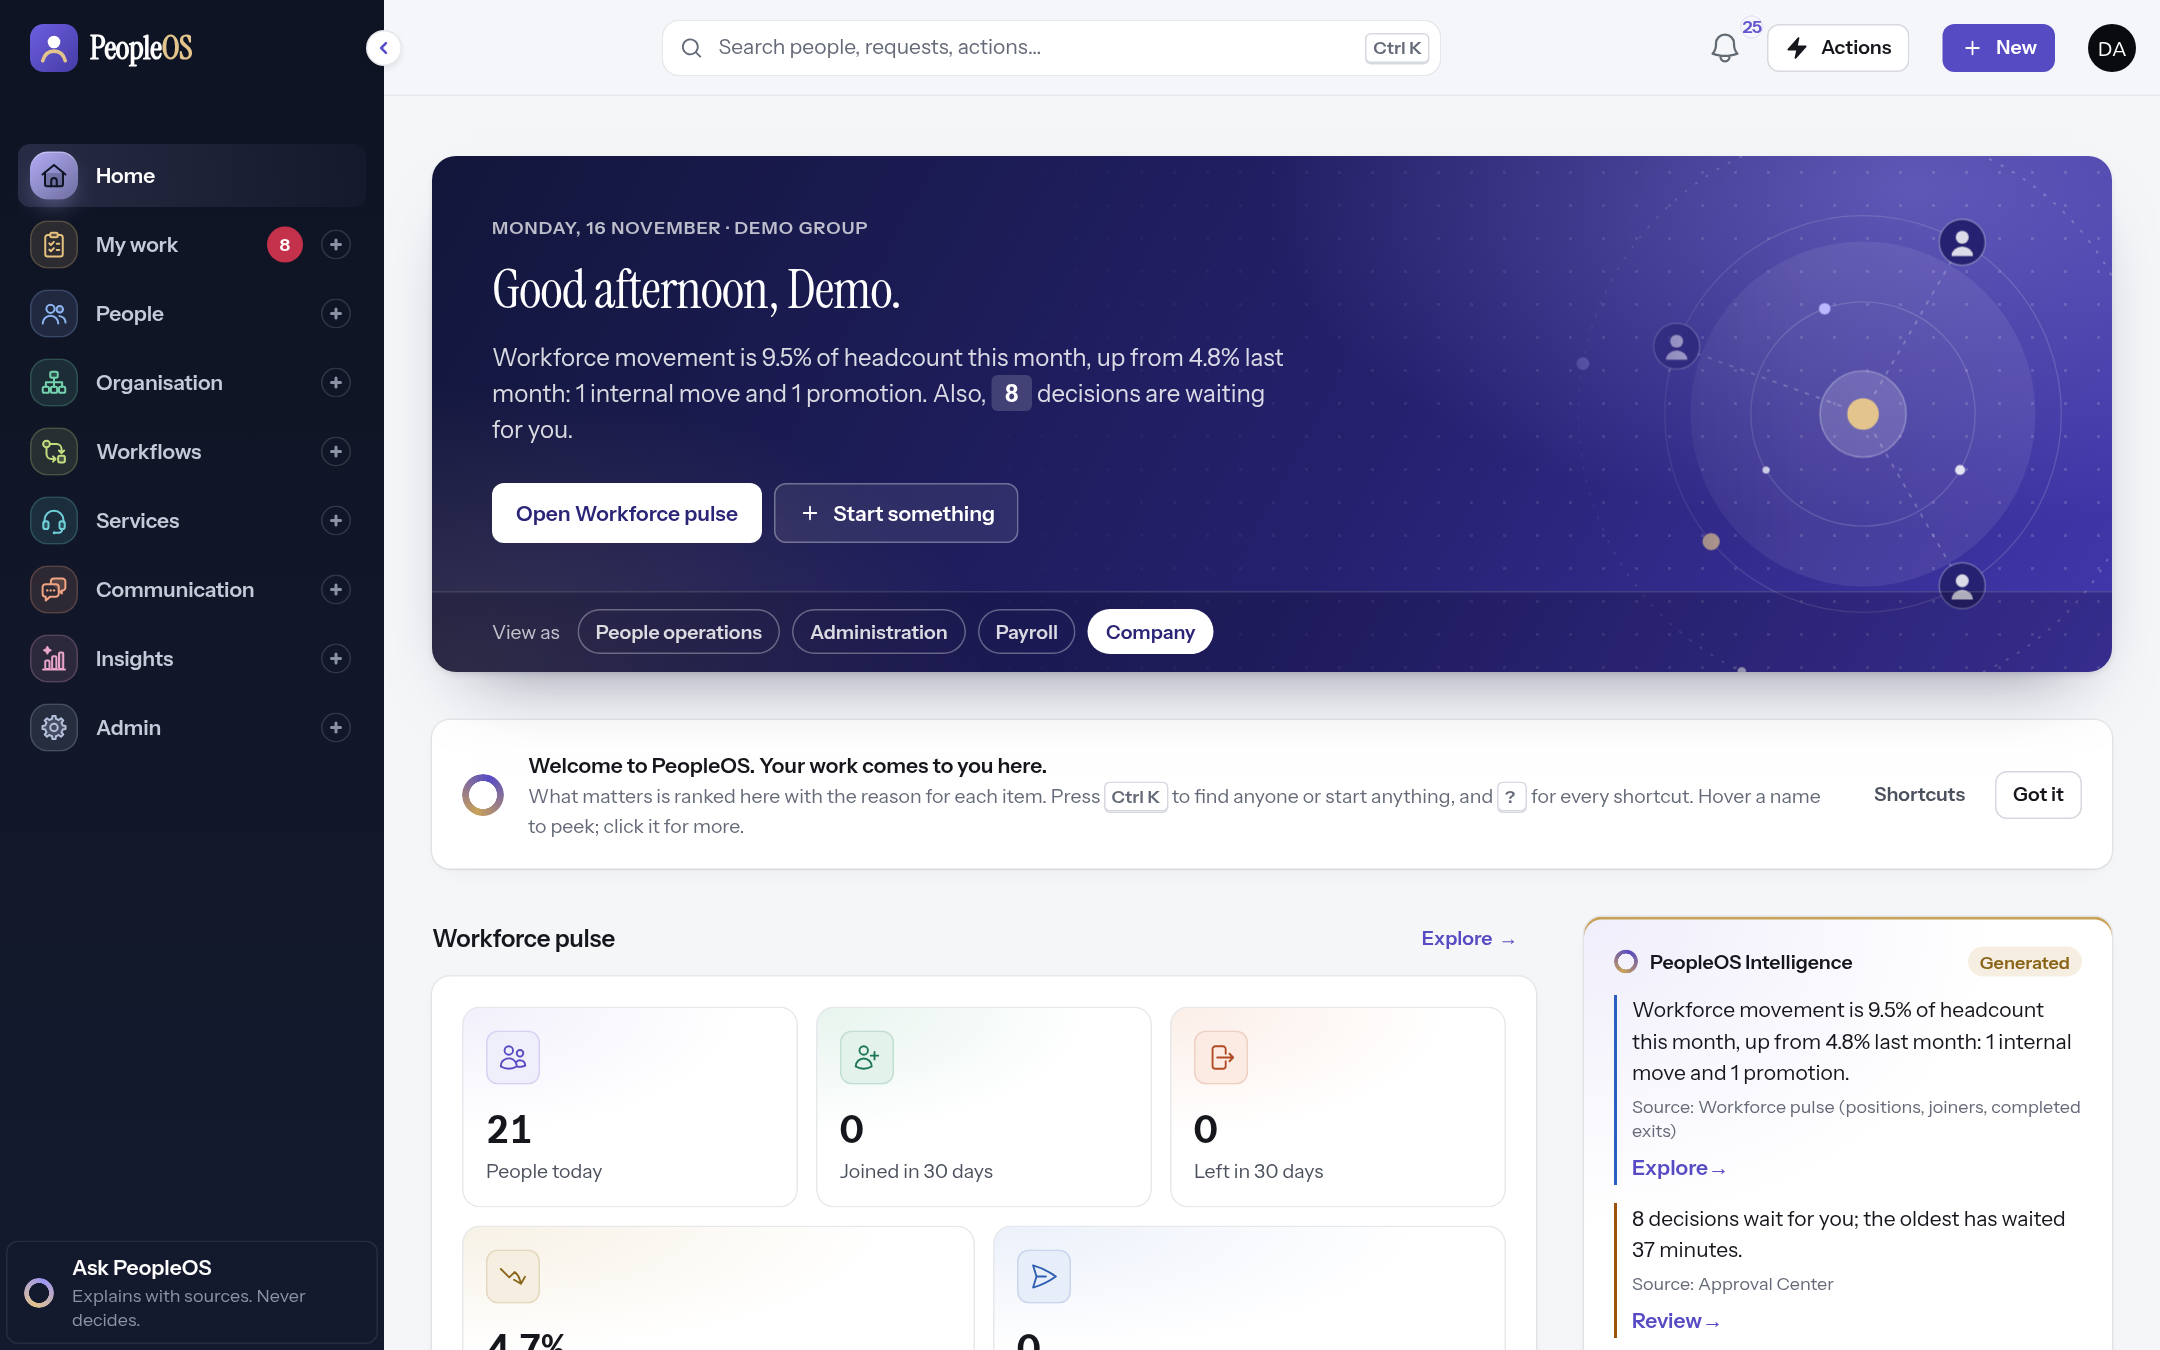 PeopleOS
Search people, requests, actions...
Ctrl K
25
Actions
New
DA
Home
My work
8
People
Organisation
Workflows
Services
Communication
Insights
Admin
Ask PeopleOS
Explains with sources. Never
decides.
MONDAY, 16 NOVEMBER · DEMO GROUP
Good afternoon, Demo.
Workforce movement is 9.5% of headcount this month, up from 4.8% last
month: 1 internal move and 1 promotion. Also, 8 decisions are waiting
for you.
Open Workforce pulse
Start something
View as
People operations
Administration
Payroll
Company
Welcome to PeopleOS. Your work comes to you here.
What matters is ranked here with the reason for each item. Press Ctrl K to find anyone or start anything, and ? for every shortcut. Hover a name
to peek; click it for more.
Shortcuts
Got it
Workforce pulse
Explore →
21
People today
0
Joined in 30 days
0
Left in 30 days
4.7%
0
PeopleOS Intelligence
Generated
Workforce movement is 9.5% of headcount
this month, up from 4.8% last month: 1 internal
move and 1 promotion.
Source: Workforce pulse (positions, joiners, completed
exits)
Explore→
8 decisions wait for you; the oldest has waited
37 minutes.
Source: Approval Center
Review→